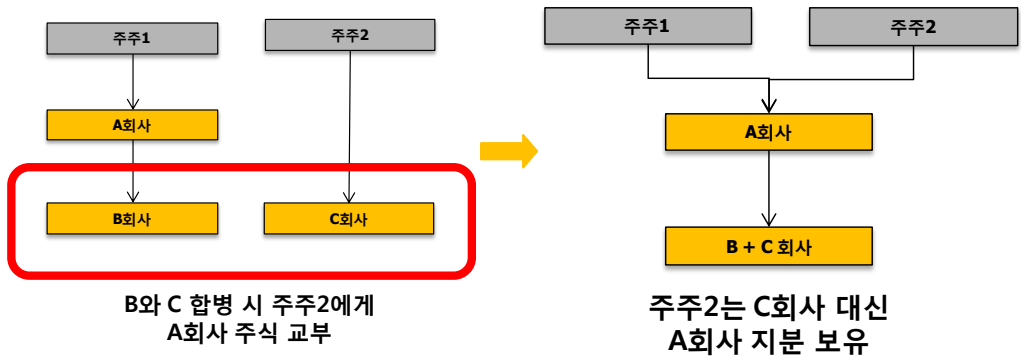 주주1
주주2
A회사
B회사
C회사
B와 C 합병 시 주주2에게
A회사 주식 교부
주주1
주주2
A회사
B + C 회사
주주2는 C회사 대신
A회사 지분 보유